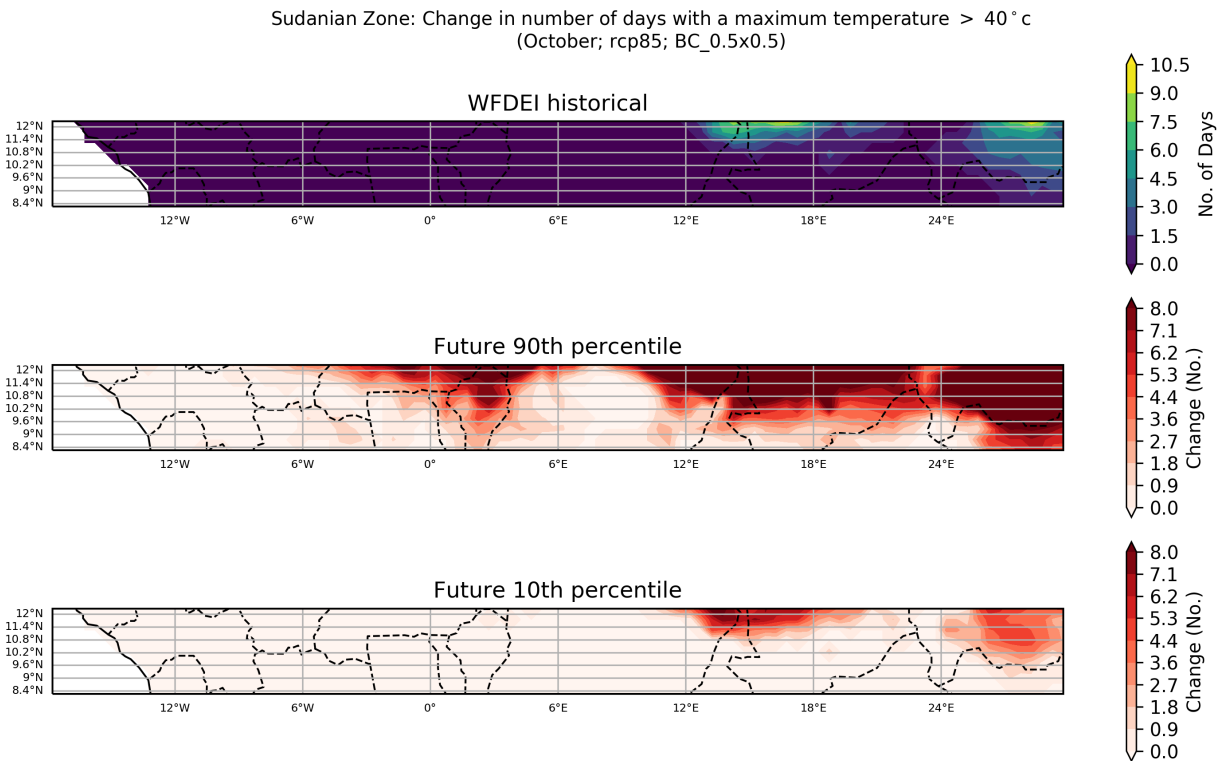 Sudanian Zone: Change in number of days with a maximum temperature > 40°c
(October; rcp85; BC_0.5x0.5)
WFDEI historical
12°N
11.4°N
10.8°N
10.2°N
9.6°N
9°N
8.4°N
12°W 6°W 0° 6°E 12°E 18°E 24°E
10.5
9.0
7.5
6.0
4.5
3.0
1.5
0.0
No. of Days
Future 90th percentile
12°N
11.4°N
10.8°N
10.2°N
9.6°N
9°N
8.4°N
12°W 6°W 0° 6°E 12°E 18°E 24°E
8.0
7.1
6.2
5.3
4.4
3.6
2.7
1.8
0.9
0.0
Change (No.)
Future 10th percentile
12°N
11.4°N
10.8°N
10.2°N
9.6°N
9°N
8.4°N
12°W 6°W 0° 6°E 12°E 18°E 24°E
8.0
7.1
6.2
5.3
4.4
3.6
2.7
1.8
0.9
0.0
Change (No.)